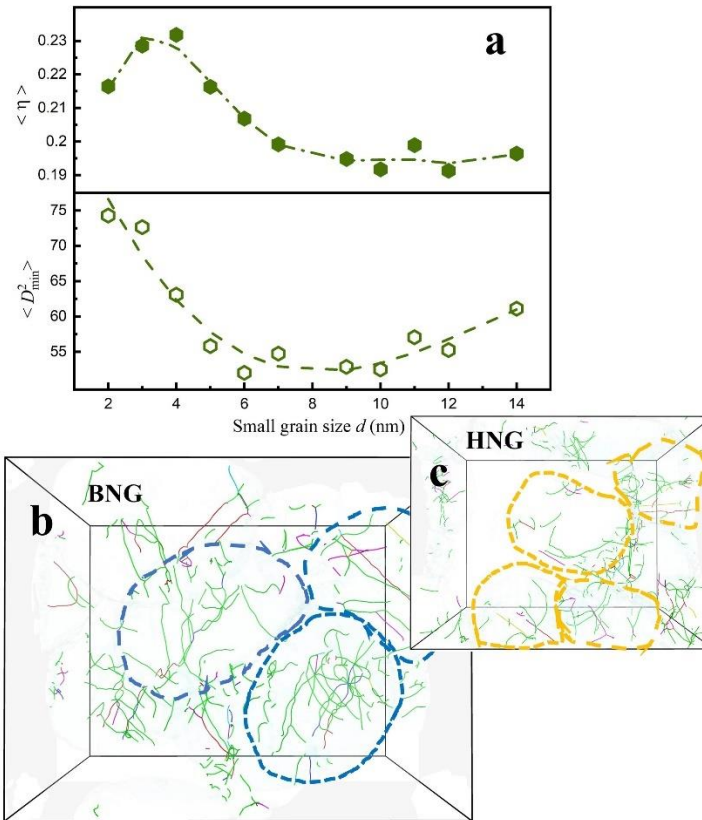 a
0.23
0.22
0.21
0.2
0.19
< η >
75
70
65
60
55
< D²min >
2 4 6 8 10 12 14
Small grain size d (nm)
b
BNG
c
HNG